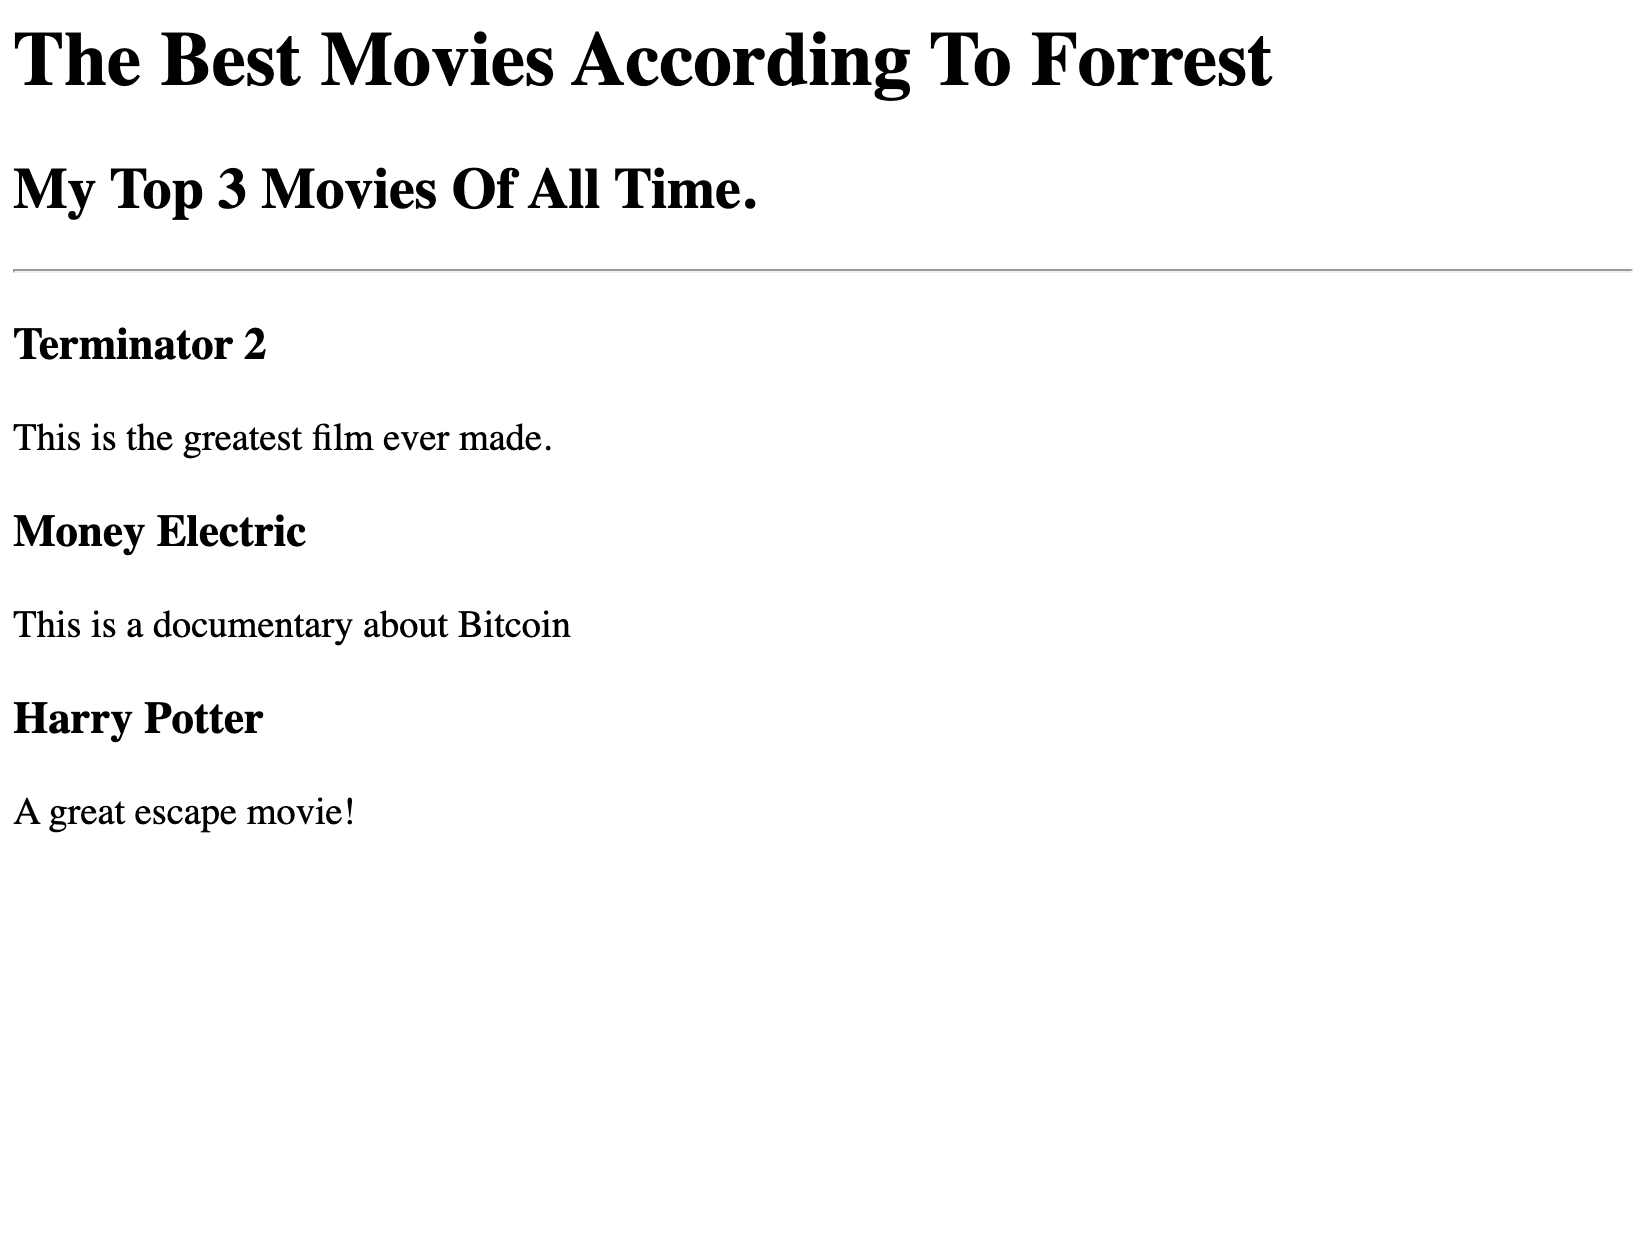 The Best Movies According To Forrest
My Top 3 Movies Of All Time.
Terminator 2
This is the greatest film ever made.
Money Electric
This is a documentary about Bitcoin
Harry Potter
A great escape movie!